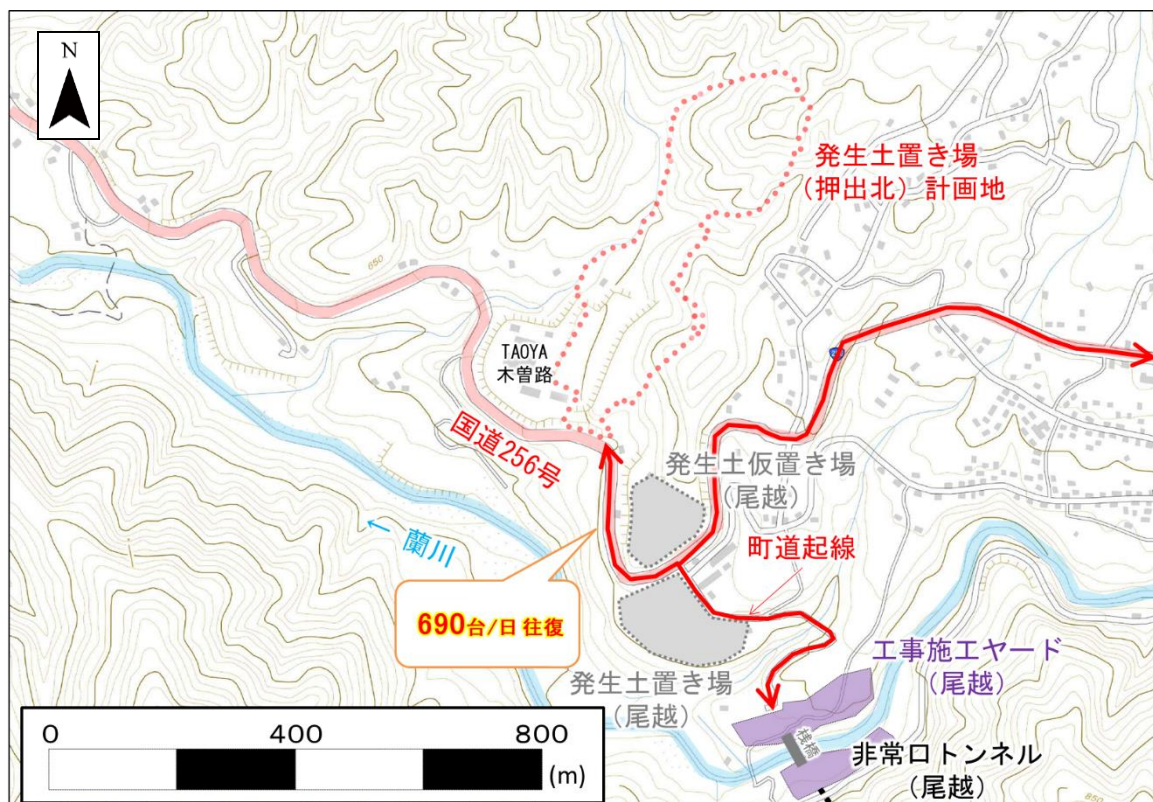 N
発生土置き場
(押出北)計画地
650
TAOYA
木曽路
国道256号
発生土仮置き場
(尾越)
← 蘭川
町道起線
690台/日 往復
工事施工ヤード
(尾越)
発生土置き場
(尾越)
桟橋
非常口トンネル
(尾越)
0 400 800
(m)